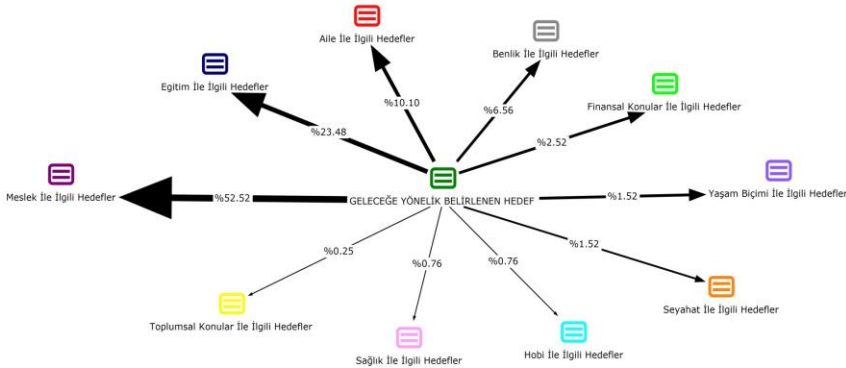 Aile İle İlgili Hedefler
Benlik İle İlgili Hedefler
Egitim İle İlgili Hedefler
Finansal Konular İle İlgili Hedefler
%10.10
%6.56
%23.48
%2.52
Meslek İle İlgili Hedefler
%52.52
GELECEĞE YÖNELİK BELİRLENEN HEDEF
%1.52
Yaşam Biçimi İle İlgili Hedefler
%0.25
%0.76
%0.76
%1.52
Toplumsal Konular İle İlgili Hedefler
Sağlık İle İlgili Hedefler
Hobi İle İlgili Hedefler
Seyahat İle İlgili Hedefler